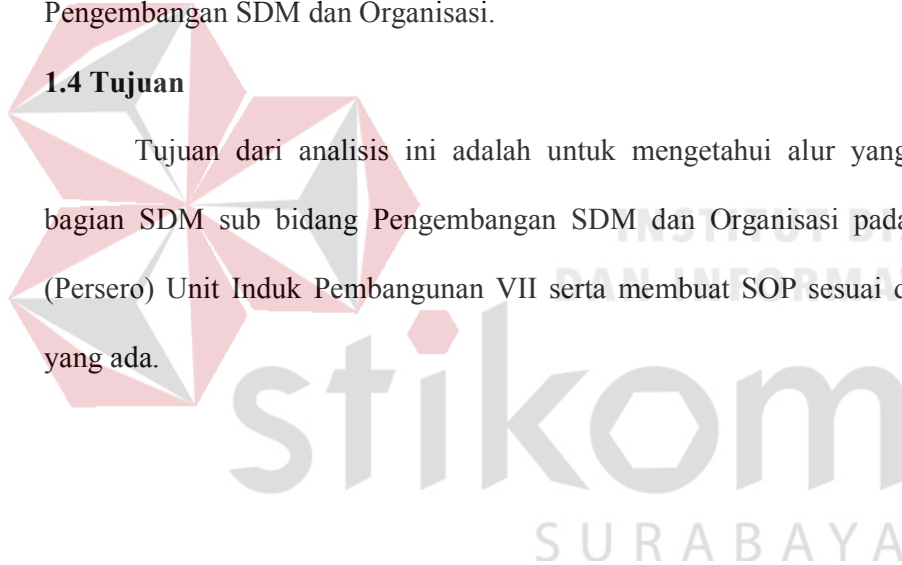 Pengembangan SDM dan Organisasi.
1.4 Tujuan
Tujuan dari analisis ini adalah untuk mengetahui alur yang
bagian SDM sub bidang Pengembangan SDM dan Organisasi pada
(Persero) Unit Induk Pembangunan VII serta membuat SOP sesuai
yang ada.
INSTITUT
DAN INFORMAT
stikom
SURABAYA